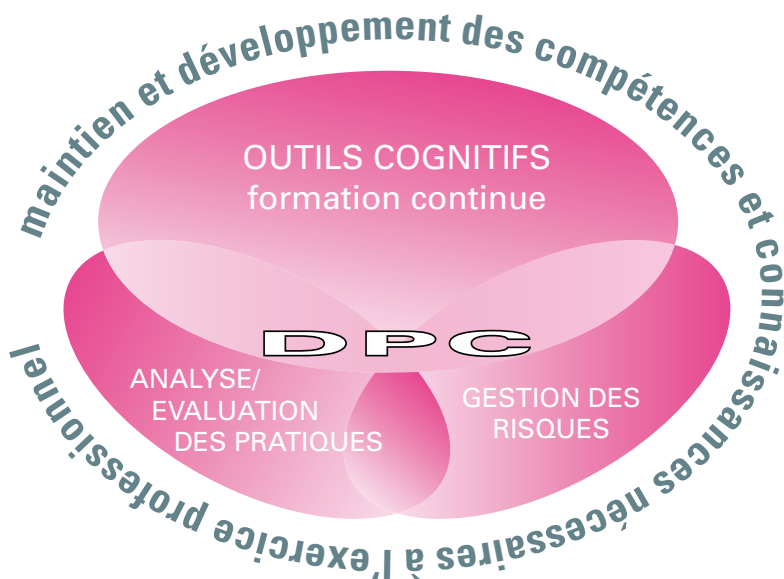 maintien et développement des compétences et connaissances nécessaires à l'exercice professionnel
OUTILS COGNITIFS
formation continue
DPC
ANALYSE/
EVALUATION
DES PRATIQUES
GESTION DES
RISQUES